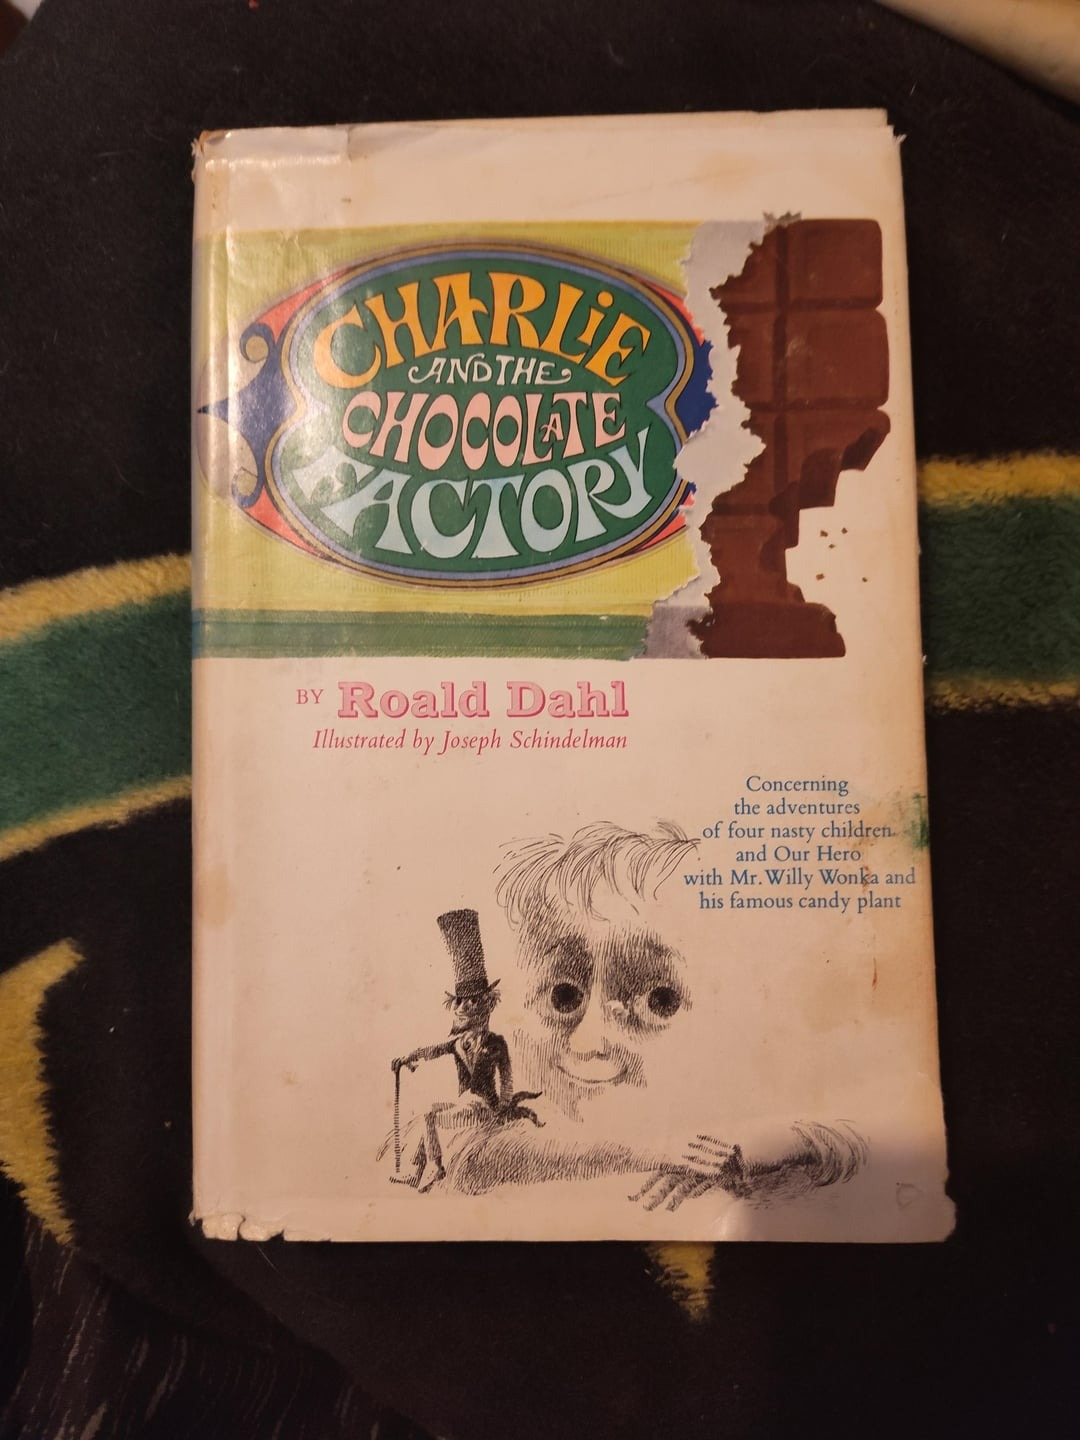 CHARLiE
AND THE
CHOCOLATE
FACTORY
BY Roald Dahl
Illustrated by Joseph Schindelman
Concerning
the adventures
of four nasty children
and Our Hero
with Mr. Willy Wonka and
his famous candy plant